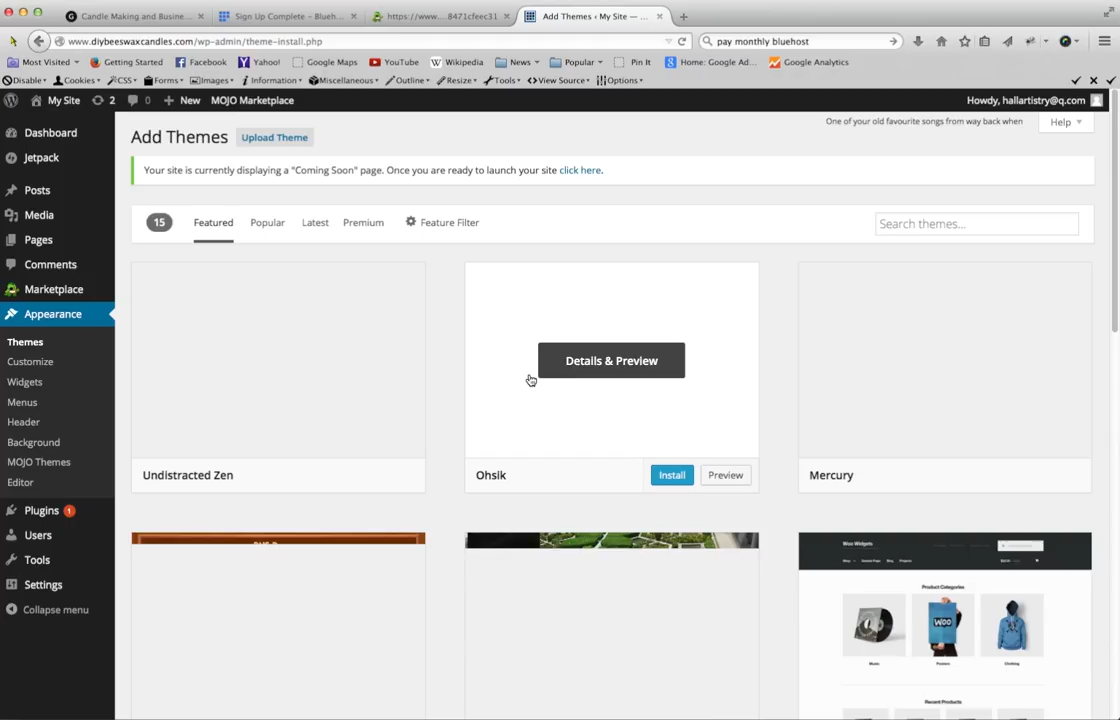 Candle Making and Busine...
Sign Up Complete – Blueh...
https://www....8471cfeec31
Add Themes ‹ My Site — ...
www.diybeeswaxcandles.com/wp-admin/theme-install.php
pay monthly bluehost
Most Visited
Getting Started
Facebook
Yahoo!
Google Maps
YouTube
Wikipedia
News
Popular
Pin It
Home: Google Ad...
Google Analytics
Disable
Cookies
CSS
Forms
Images
Information
Miscellaneous
Outline
Resize
Tools
View Source
Options
My Site
2
0
New
MOJO Marketplace
Howdy, hallartistry@q.com
Dashboard
Jetpack
Posts
Media
Pages
Comments
Marketplace
Appearance
Themes
Customize
Widgets
Menus
Header
Background
MOJO Themes
Editor
Plugins 1
Users
Tools
Settings
Collapse menu
Add Themes
Upload Theme
One of your old favourite songs from way back when
Help
Your site is currently displaying a "Coming Soon" page. Once you are ready to launch your site click here.
15
Featured
Popular
Latest
Premium
Feature Filter
Search themes...
Details & Preview
Undistracted Zen
Ohsik
Install
Preview
Mercury
Woo Widgets
Product Categories
WOO
Music
Posters
Clothing
Recent Products